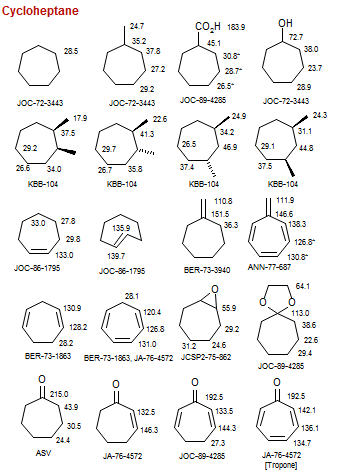 Cycloheptane
28.5
JOC-72-3443
24.7
35.2
37.8
27.2
29.2
JOC-72-3443
CO₂H 183.9
45.1
30.8*
28.7*
26.5*
JOC-89-4285
OH
72.7
38.0
23.7
28.9
JOC-72-3443
17.9
37.5
29.2
26.6 34.0
KBB-104
22.6
41.3
29.7
26.7 35.8
KBB-104
24.9
34.2
26.5
46.9
37.4
KBB-104
24.3
31.1
29.1
44.8
37.5
KBB-104
33.0 27.8
29.8
133.0
JOC-86-1795
135.9
139.7
JOC-86-1795
110.8
151.5
36.3
BER-73-3940
111.9
146.6
138.3
126.8*
130.8*
ANN-77-687
130.9
128.2
28.2
BER-73-1863
28.1
120.4
126.8
131.0
BER-73-1863, JA-76-4572
O
55.9
29.2
31.2 24.6
JCSP2-75-862
64.1
O O
113.0
38.6
22.6
29.4
JOC-89-4285
O
215.0
43.9
30.5
24.4
ASV
O
132.5
146.3
JA-76-4572
O
192.5
133.5
144.3
27.3
JOC-89-4285
O
192.5
142.1
136.1
134.7
JA-76-4572
[Tropone]